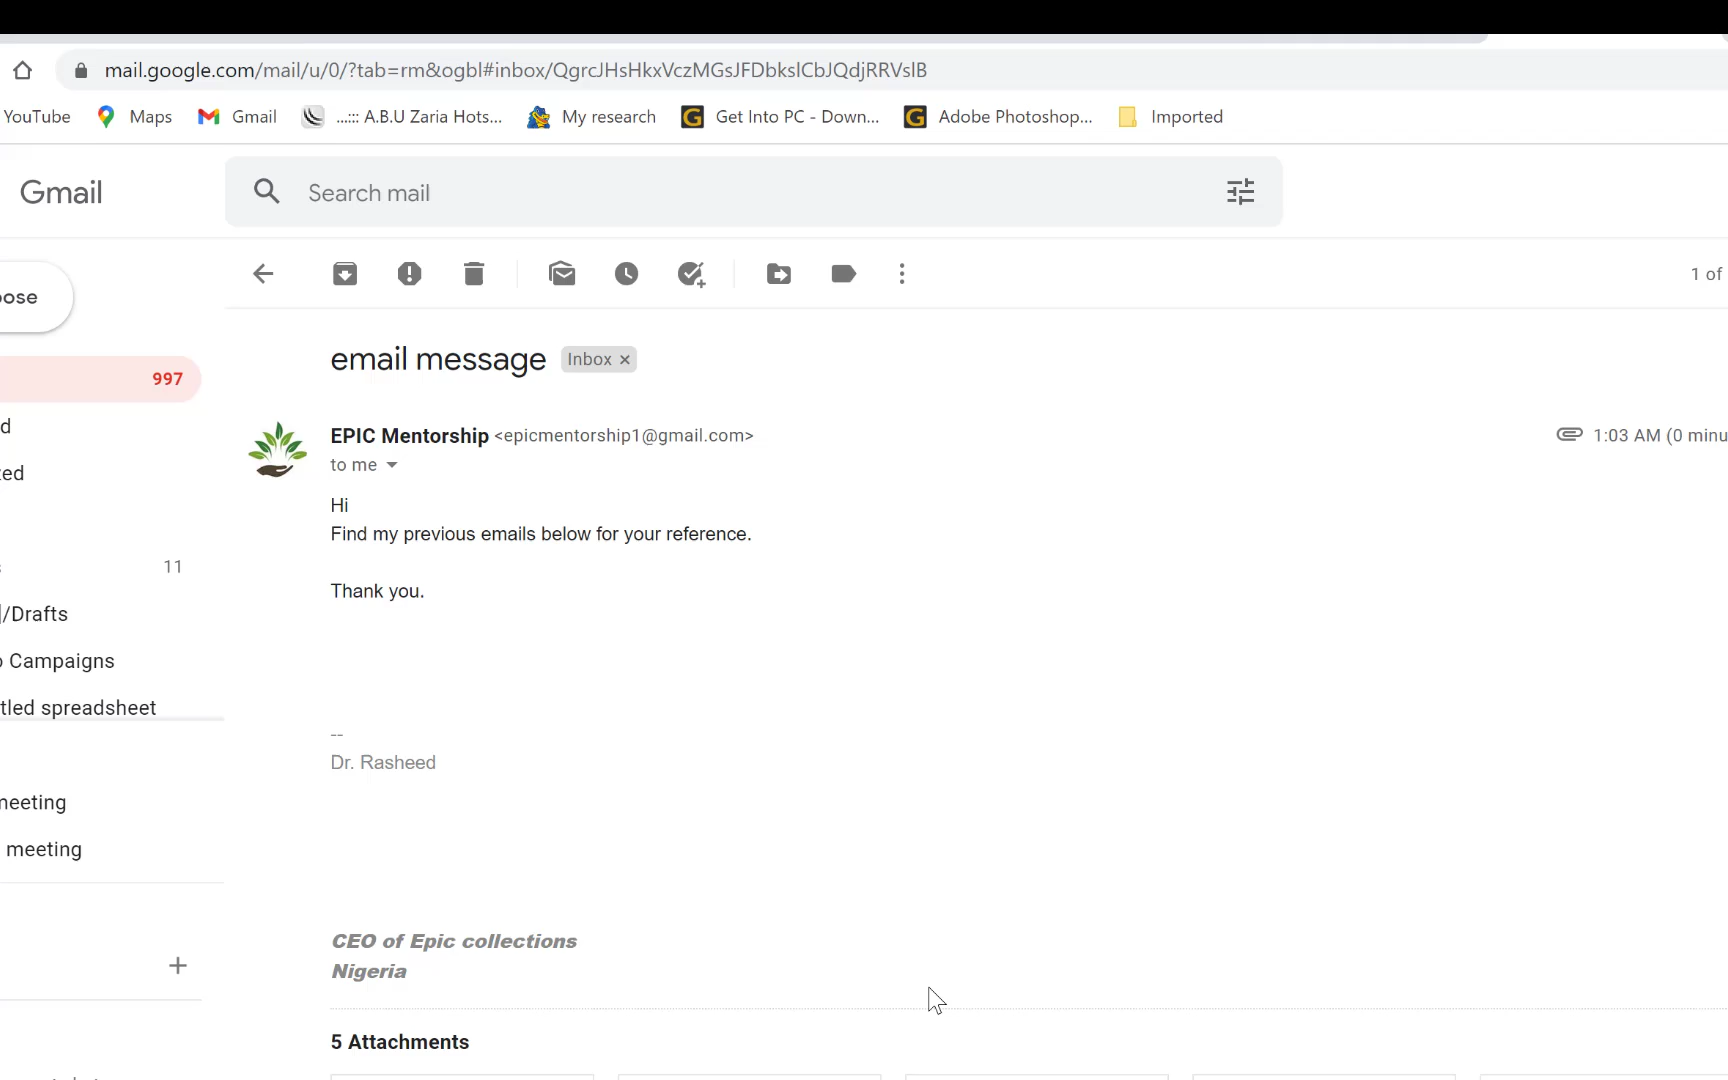 mail.google.com/mail/u/0/?tab=rm&ogbl#inbox/QgrcJHsHkxVczMGsJFDbkslCbJQdjRRVslB
YouTube Maps Gmail ...::: A.B.U Zaria Hots... My research Get Into PC - Down... Adobe Photoshop... Imported
Gmail Search mail
1 of
ose
email message Inbox ×
997
EPIC Mentorship <epicmentorship1@gmail.com> 1:03 AM (0 minu
d
to me
ed
Hi
Find my previous emails below for your reference.
11
Thank you.
/Drafts
Campaigns
tled spreadsheet
--
Dr. Rasheed
meeting
meeting
CEO of Epic collections
Nigeria
5 Attachments